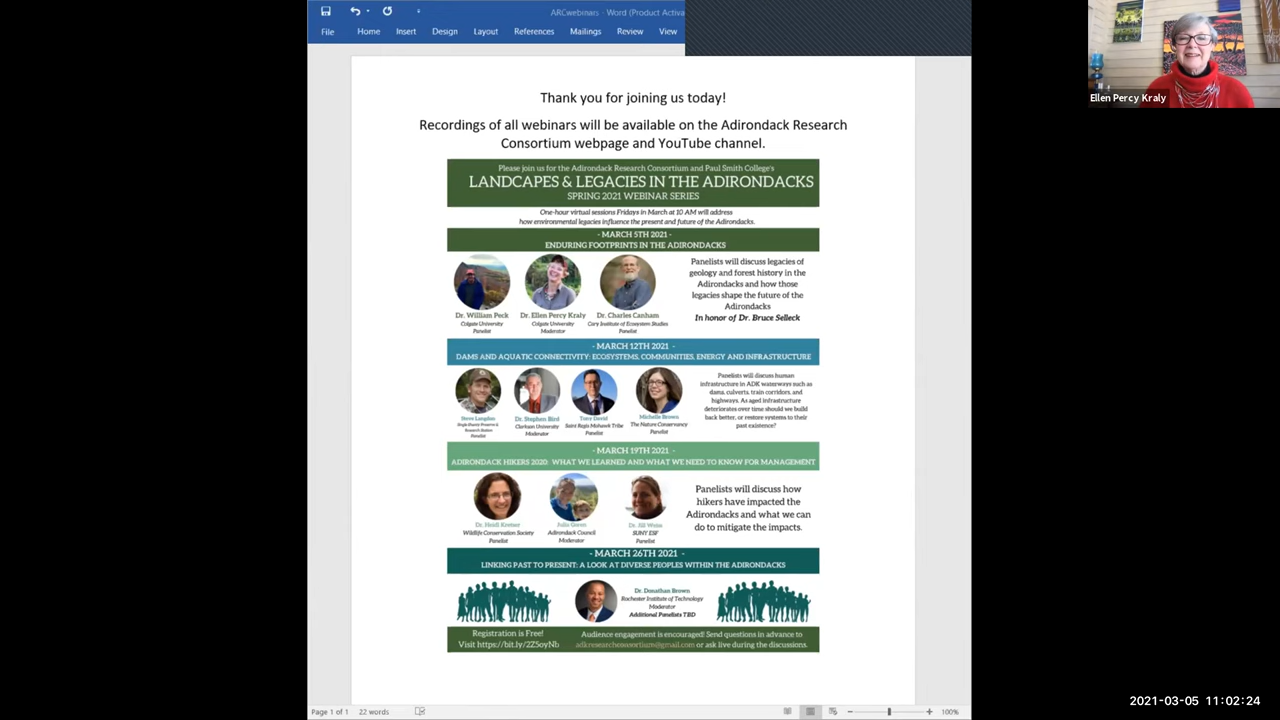 ARCwebinars - Word (Product Activa
File Home Insert Design Layout References Mailings Review View
Ellen Percy Kraly
Thank you for joining us today!
Recordings of all webinars will be available on the Adirondack Research
Consortium webpage and YouTube channel.
Please join us for the Adirondack Research Consortium and Paul Smith College's
LANDSCAPES & LEGACIES IN THE ADIRONDACKS
SPRING 2021 WEBINAR SERIES
One-hour virtual sessions Fridays in March at 10 AM will address
how environmental legacies influence the present and future of the Adirondacks.
- MARCH 5TH 2021 -
ENDURING FOOTPRINTS IN THE ADIRONDACKS
Panelists will discuss legacies of
geology and forest history in the
Adirondacks and how those
legacies shape the future of the
Adirondacks
In honor of Dr. Bruce Selleck
Dr. William Peck
Colgate University
Panelist
Dr. Ellen Percy Kraly
Colgate University
Moderator
Dr. Charles Canham
Cary Institute of Ecosystem Studies
Panelist
- MARCH 12TH 2021 -
DAMS AND AQUATIC CONNECTIVITY: ECOSYSTEMS, COMMUNITIES, ENERGY AND INFRASTRUCTURE
Steve Langdon
Research Station
Panelist
Dr. Stephen Bird
Clarkson University
Moderator
Tony David
Saint Regis Mohawk Tribe
Panelist
Michelle Brown
The Nature Conservancy
Panelist
Panelists will discuss human
infrastructure in ADK waterways such as
dams, culverts, train corridors, and
highways. As aged infrastructure
deteriorates over time should we build
back better, or restore systems to their
past existence?
- MARCH 19TH 2021 -
ADIRONDACK HIKERS 2020: WHAT WE LEARNED AND WHAT WE NEED TO KNOW FOR MANAGEMENT
Dr. Heidi Kretser
Wildlife Conservation Society
Panelist
Julia Goren
Adirondack Council
Moderator
Dr. Jill Weiss
SUNY ESF
Panelist
Panelists will discuss how
hikers have impacted the
Adirondacks and what we can
do to mitigate the impacts.
- MARCH 26TH 2021 -
LINKING PAST TO PRESENT: A LOOK AT DIVERSE PEOPLES WITHIN THE ADIRONDACKS
Dr. Donathan Brown
Rochester Institute of Technology
Moderator
Additional Panelists TBD
Registration is Free!
Visit https://bit.ly/2Z5oyNb
Audience engagement is encouraged! Send questions in advance to
adkresearchconsortium@gmail.com or ask live during the discussions.
Page 1 of 1 22 words
100%
2021-03-05 11:02:24